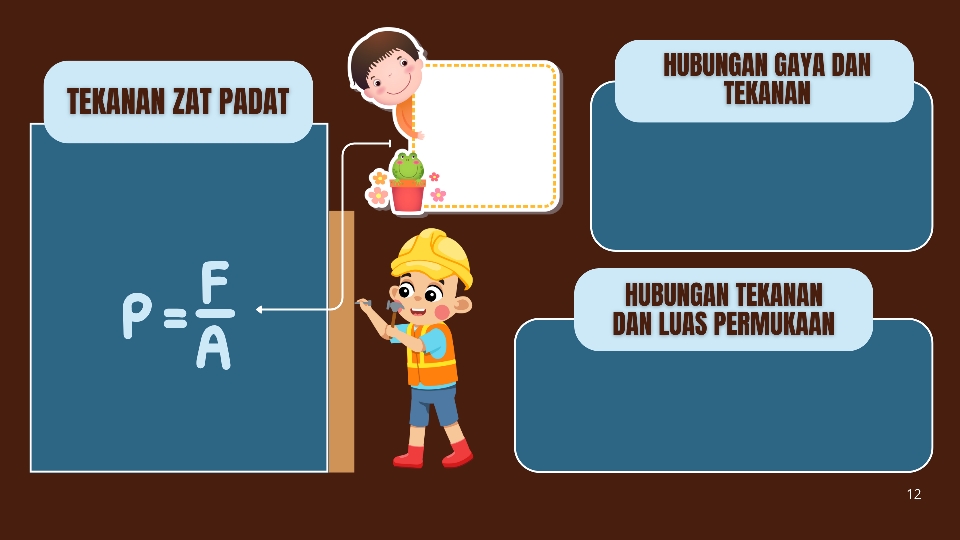 TEKANAN ZAT PADAT
P = F/A
HUBUNGAN GAYA DAN
TEKANAN
HUBUNGAN TEKANAN
DAN LUAS PERMUKAAN
12